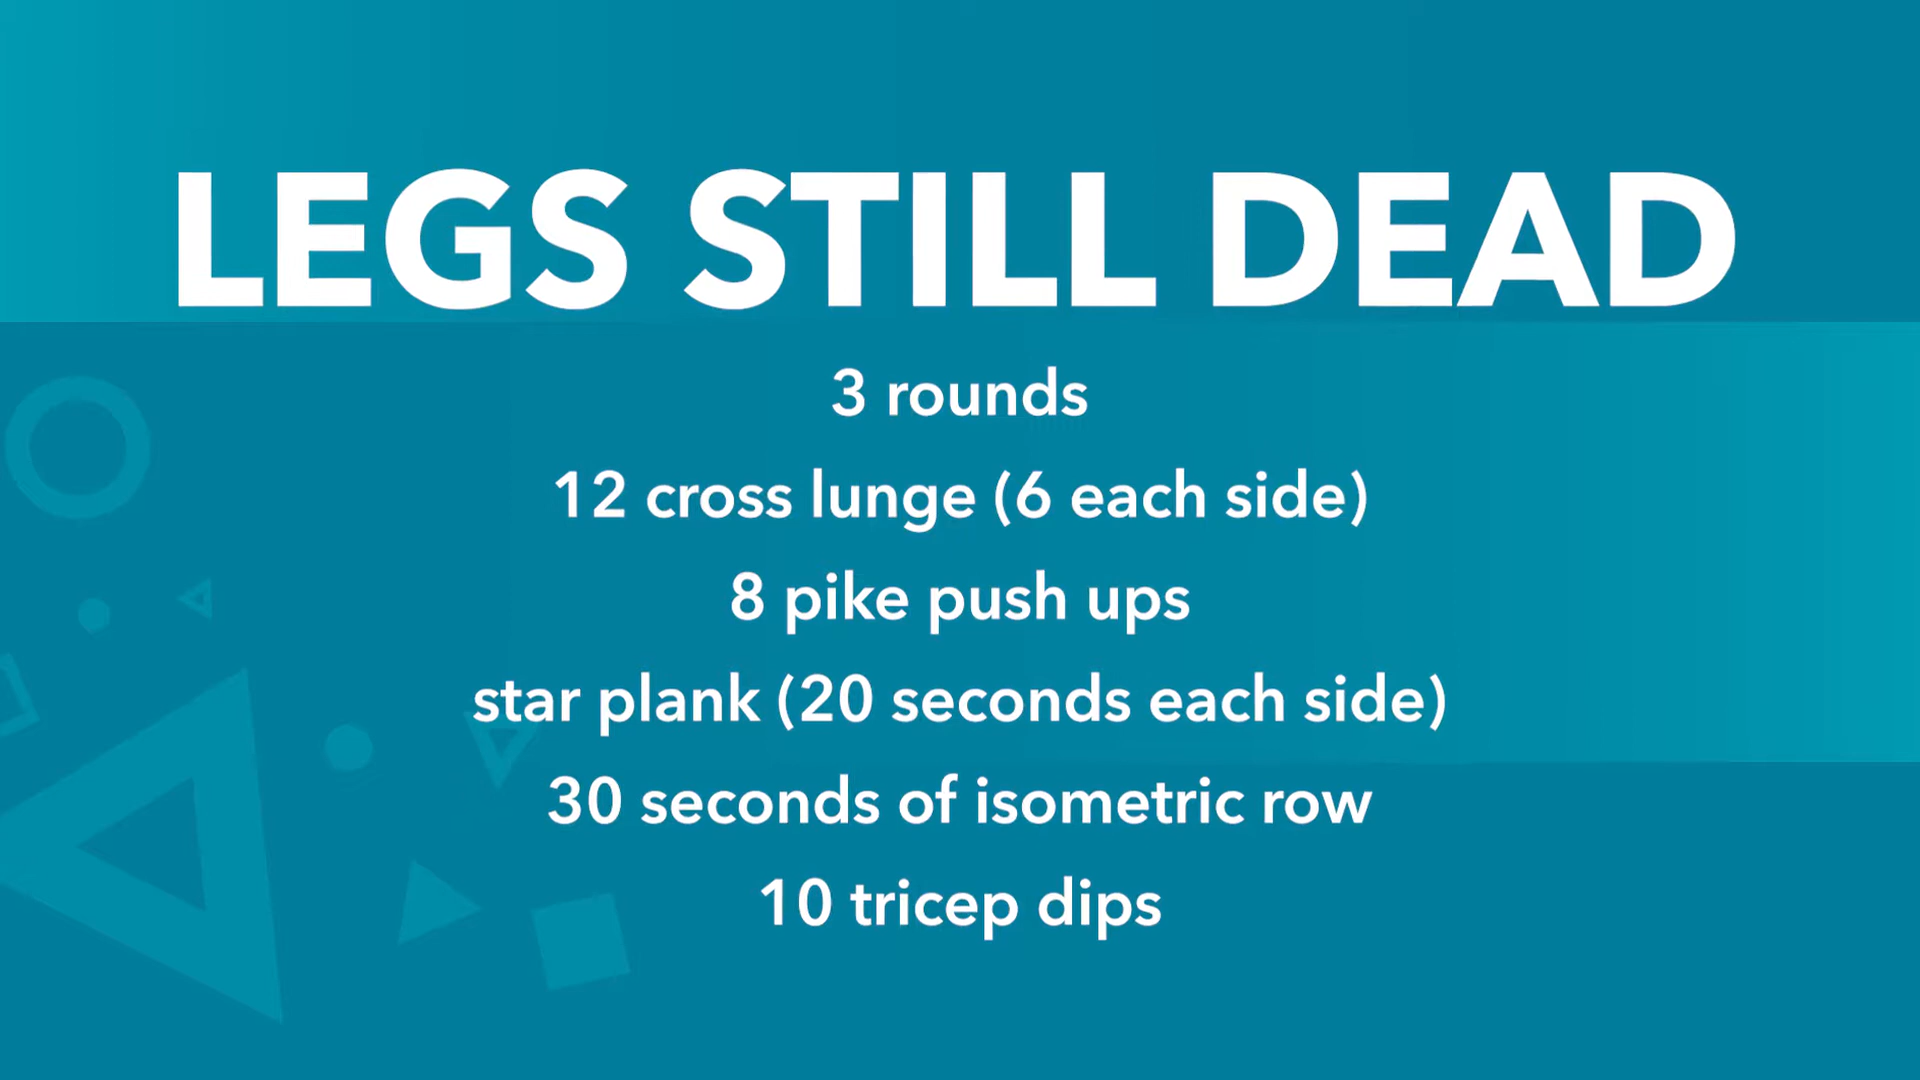 LEGS STILL DEAD
3 rounds
12 cross lunge (6 each side)
8 pike push ups
star plank (20 seconds each side)
30 seconds of isometric row
10 tricep dips